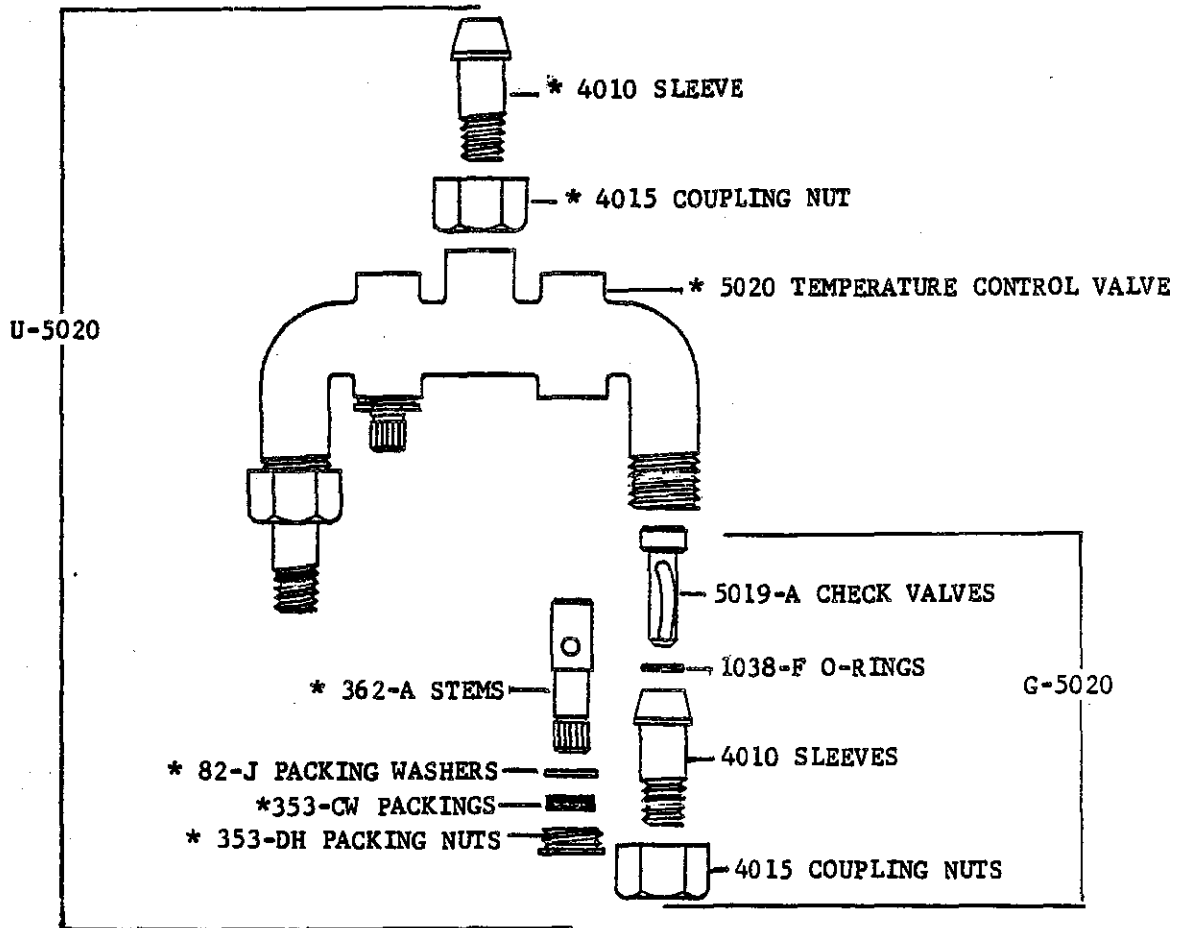 * 4010 SLEEVE
* 4015 COUPLING NUT
* 5020 TEMPERATURE CONTROL VALVE
U-5020
5019-A CHECK VALVES
1038-F O-RINGS
* 362-A STEMS
G-5020
4010 SLEEVES
* 82-J PACKING WASHERS
*353-CW PACKINGS
* 353-DH PACKING NUTS
4015 COUPLING NUTS